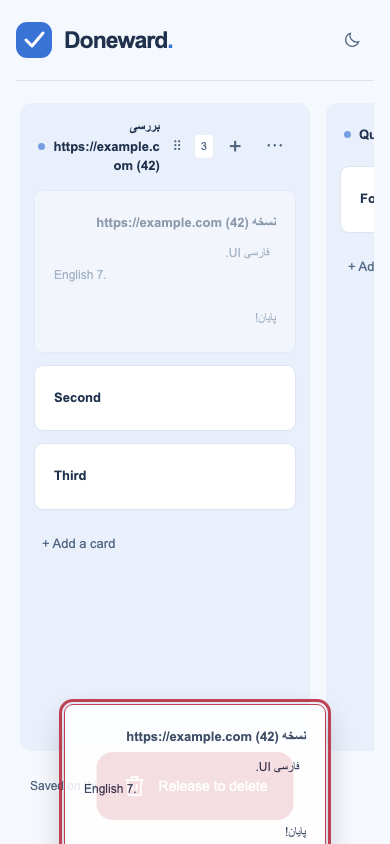 Doneward.
بررسی
https://example.c
om (42)
3
Qu
نسخه https://example.com (42)
فارسی UI.
English 7.
پایان!
Fo
+ Ad
Second
Third
+ Add a card
نسخه https://example.com (42)
فارسی UI.
Saved
English 7.
Release to delete
پایان!